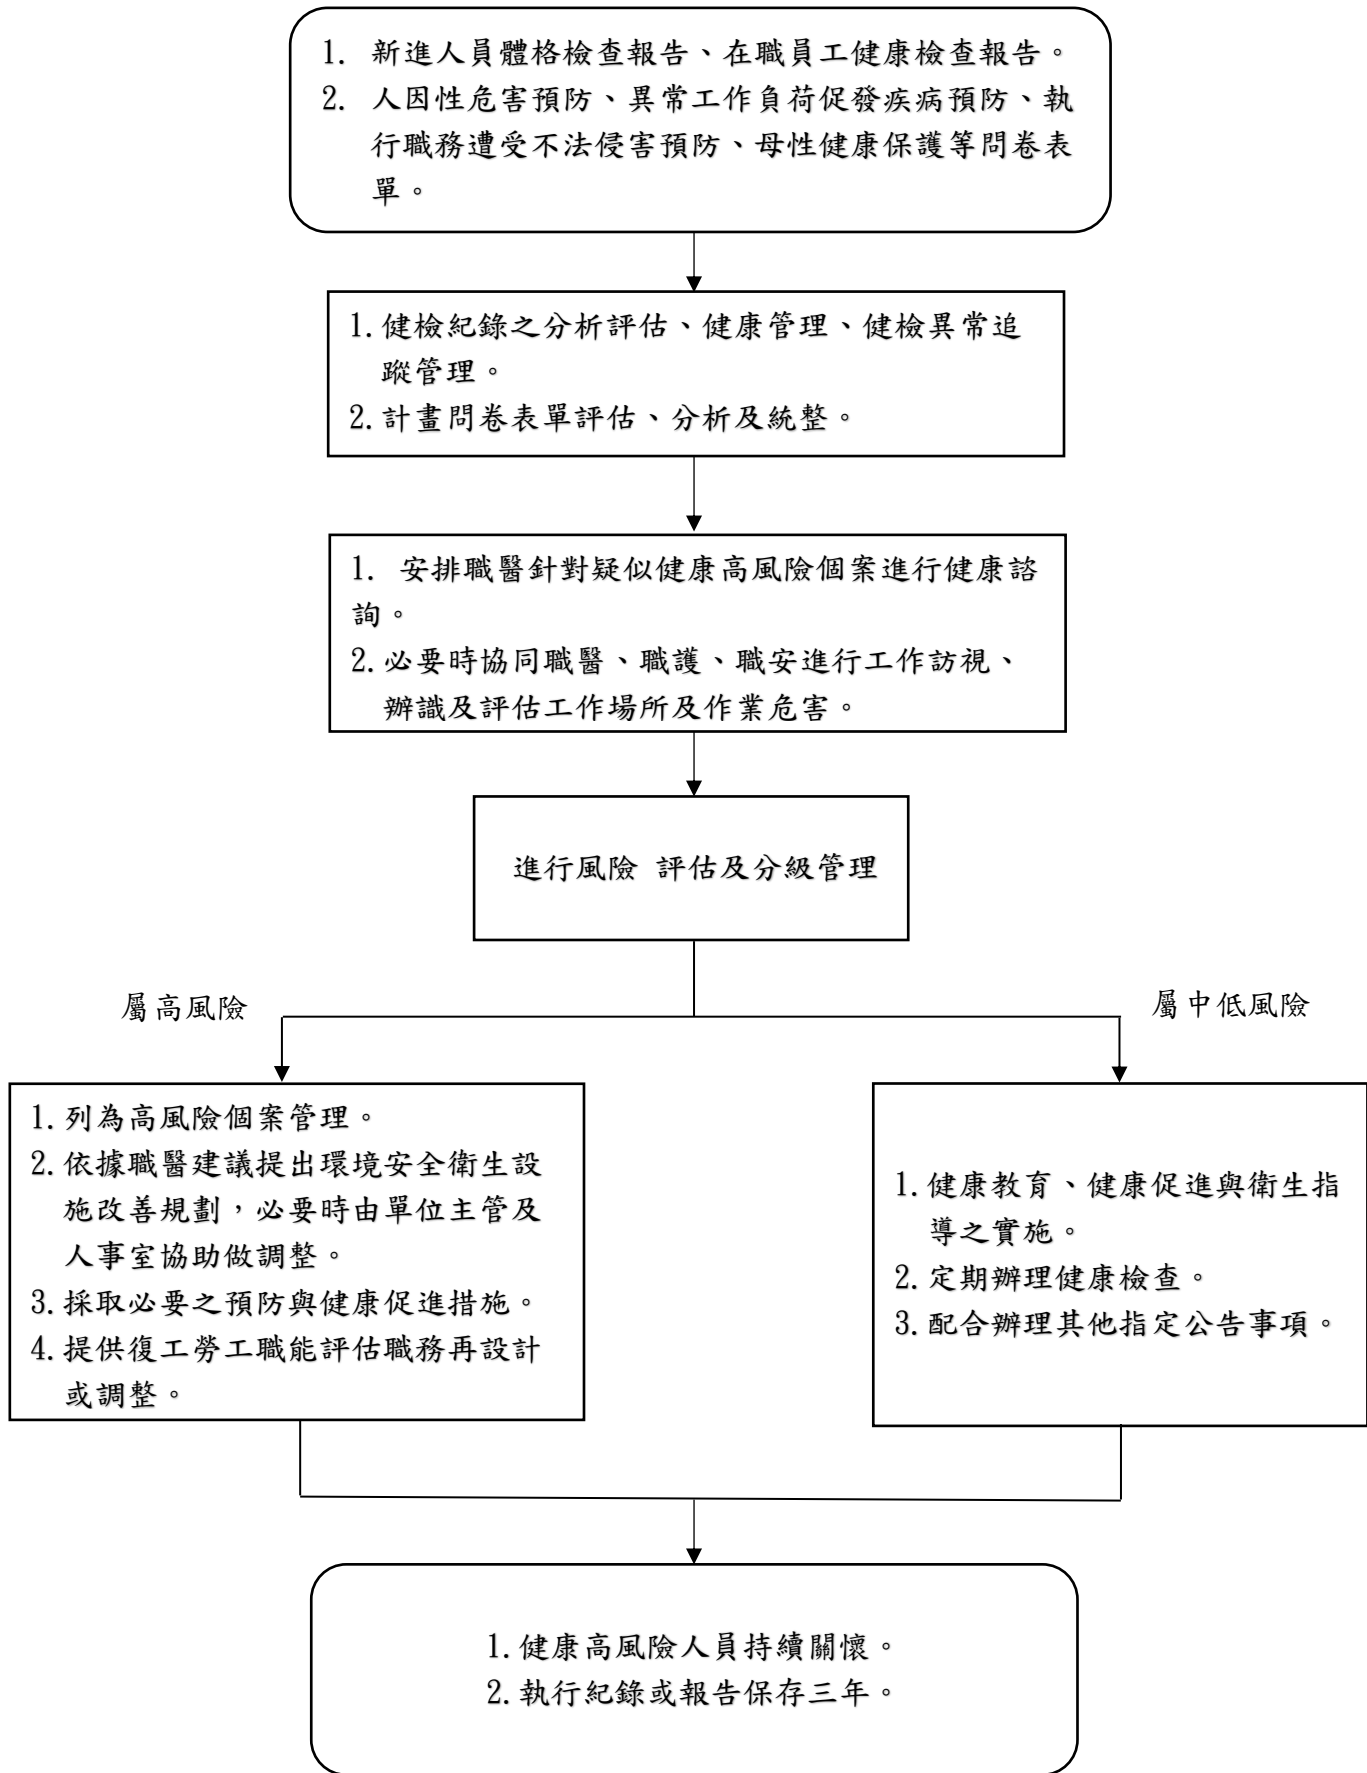 1. 新進人員體格檢查報告、在職員工健康檢查報告。
2. 人因性危害預防、異常工作負荷促發疾病預防、執
行職務遭受不法侵害預防、母性健康保護等問卷表
單。
1.健檢紀錄之分析評估、健康管理、健檢異常追
蹤管理。
2.計畫問卷表單評估、分析及統整。
1. 安排職醫針對疑似健康高風險個案進行健康諮
詢。
2.必要時協同職醫、職護、職安進行工作訪視、
辨識及評估工作場所及作業危害。
進行風險 評估及分級管理
屬高風險
屬中低風險
1.列為高風險個案管理。
2.依據職醫建議提出環境安全衛生設
施改善規劃，必要時由單位主管及
人事室協助做調整。
3.採取必要之預防與健康促進措施。
4.提供復工勞工職能評估職務再設計
或調整。
1.健康教育、健康促進與衛生指
導之實施。
2.定期辦理健康檢查。
3.配合辦理其他指定公告事項。
1.健康高風險人員持續關懷。
2.執行紀錄或報告保存三年。